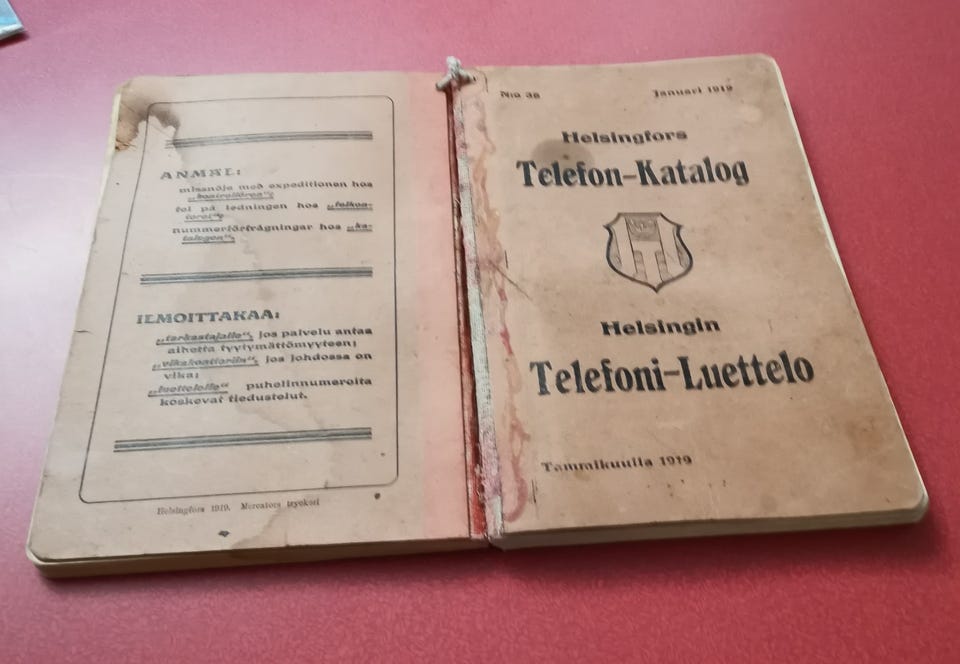 ANMÄL:
missnöje med expeditionen hos
„kontrollören“;
fel på ledningen hos „felkon-
toret“;
nummerförfrågningar hos „ka-
talogen“.
ILMOITTAKAA:
„tarkastajalle“, jos palvelu antaa
aihetta tyytymättömyyteen;
„vikakonttoriin“, jos johdossa on
vika;
„luettelolle“ puhelinnumeroita
koskevat tiedustelut.
Helsingfors 1919. Mercators tryckeri
N:o 38 Januari 1919
Helsingfors
Telefon-Katalog
Helsingin
Telefoni-Luettelo
Tammikuulla 1919